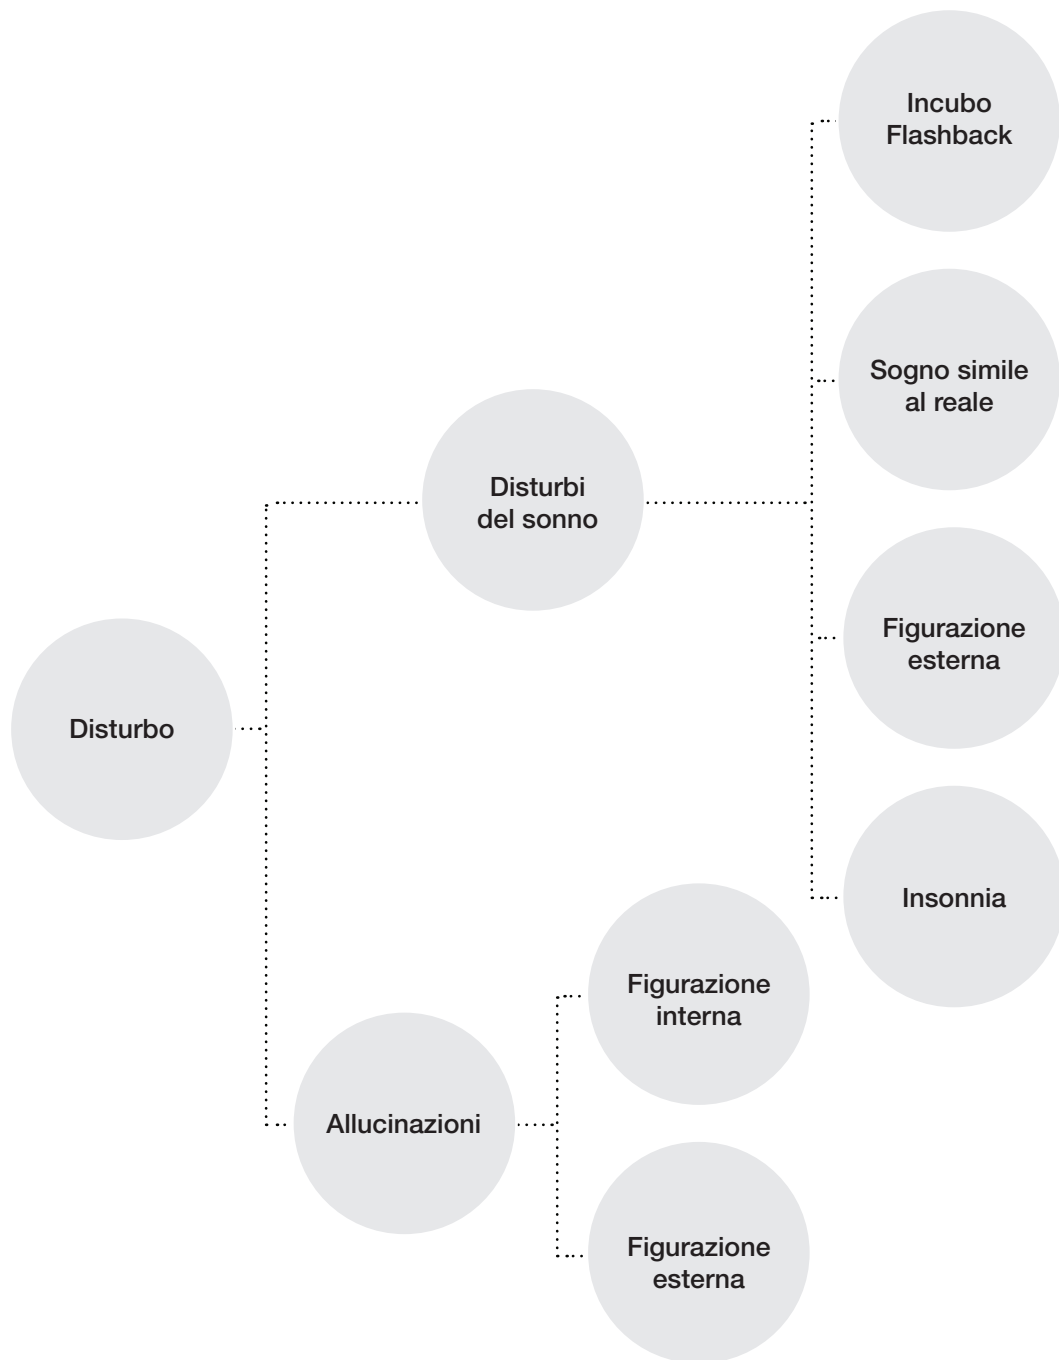 Incubo
Flashback
Sogno simile
al reale
Disturbi
del sonno
Figurazione
esterna
Disturbo
Insonnia
Figurazione
interna
Allucinazioni
Figurazione
esterna